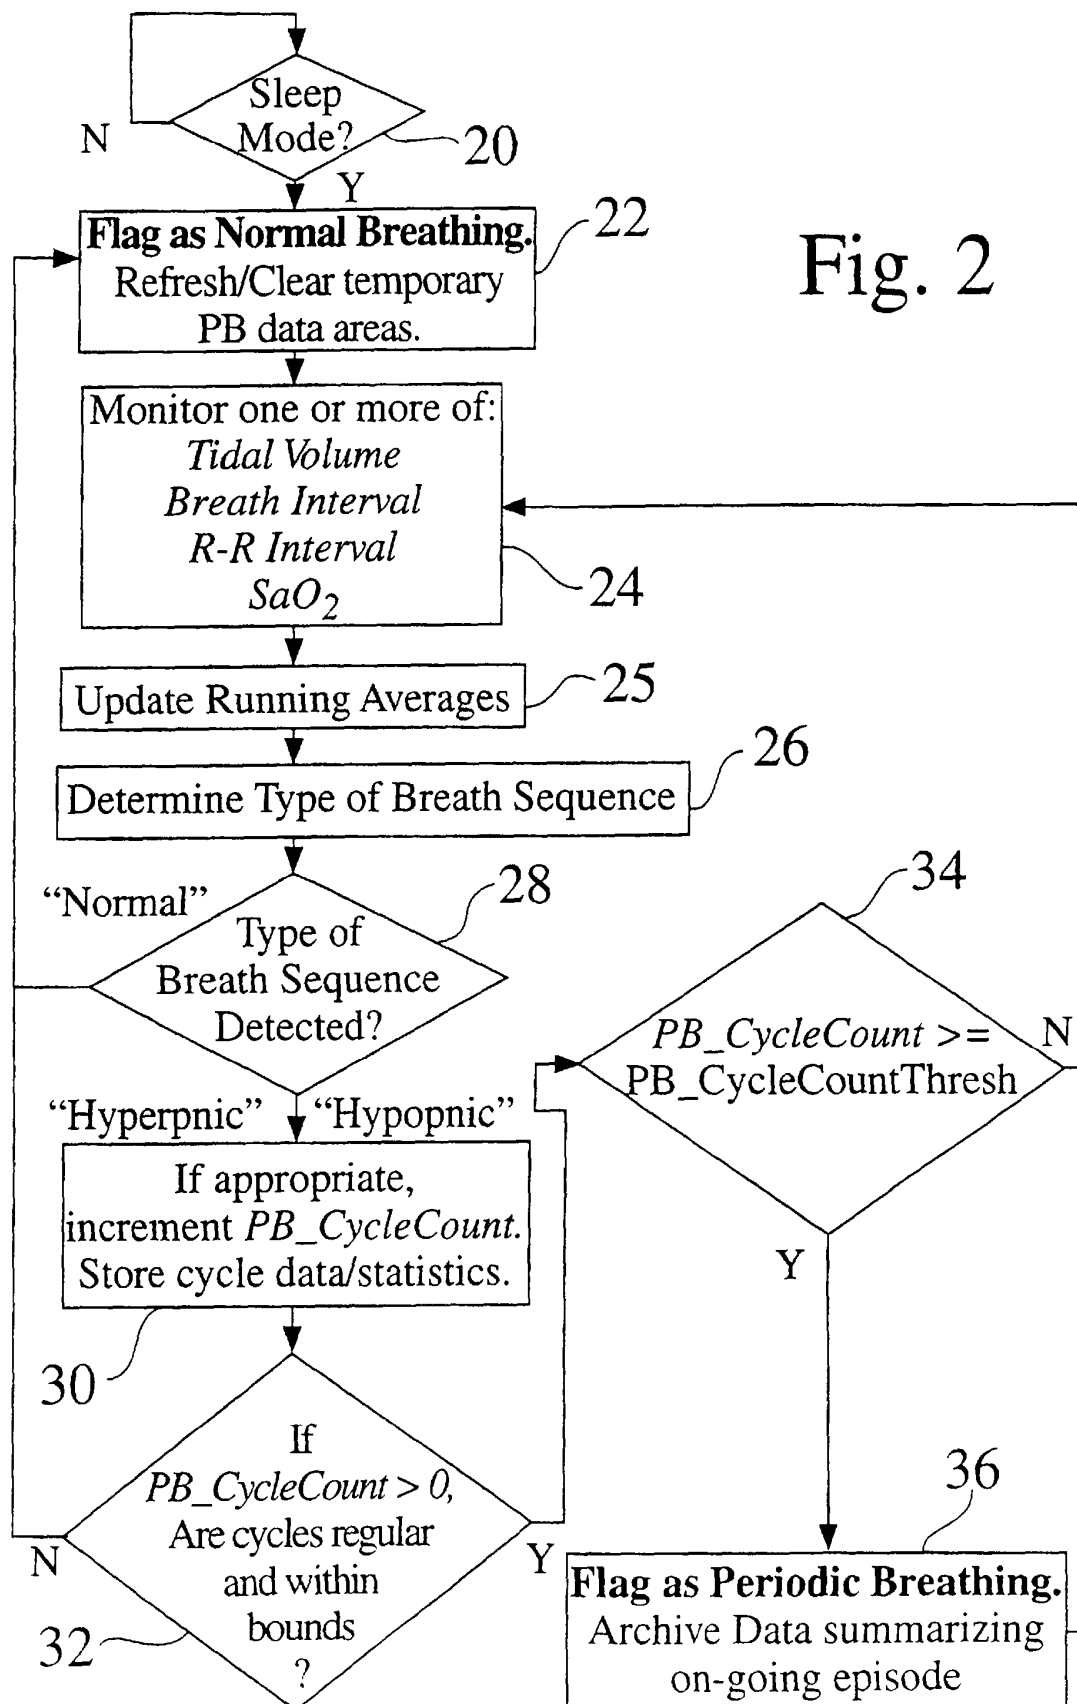 Sleep
Mode?
N
20
Y
Flag as Normal Breathing.
Refresh/Clear temporary
PB data areas.
22
Fig. 2
Monitor one or more of:
Tidal Volume
Breath Interval
R-R Interval
SaO2
24
Update Running Averages
25
Determine Type of Breath Sequence
26
“Normal”
28
Type of
Breath Sequence
Detected?
“Hyperpnic” “Hypopnic”
If appropriate,
increment PB_CycleCount.
Store cycle data/statistics.
30
If
PB_CycleCount > 0,
Are cycles regular
and within
bounds
?
N
Y
32
34
PB_CycleCount >=
PB_CycleCountThresh
N
Y
36
Flag as Periodic Breathing.
Archive Data summarizing
on-going episode